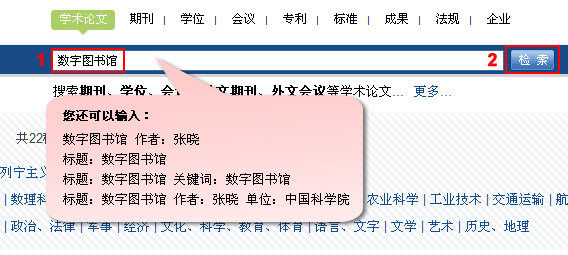 学术论文 期刊 | 学位 | 会议 | 专利 | 标准 | 成果 | 法规 | 企业
1 数字图书馆 2 检 索
搜索期刊、学位、会 文期刊、外文会议等学术论文... 更多...
您还可以输入：
数字图书馆 作者：张晓
标题：数字图书馆
标题：数字图书馆 关键词：数字图书馆
标题：数字图书馆 作者：张晓 单位：中国科学院
共22
列宁主义
| 数理科 农业科学 | 工业技术 | 交通运输 | 航
| 政治、法律 | 军事 | 经济 | 文化、科学、教育、体育 | 语言、文字 | 文学 | 艺术 | 历史、地理